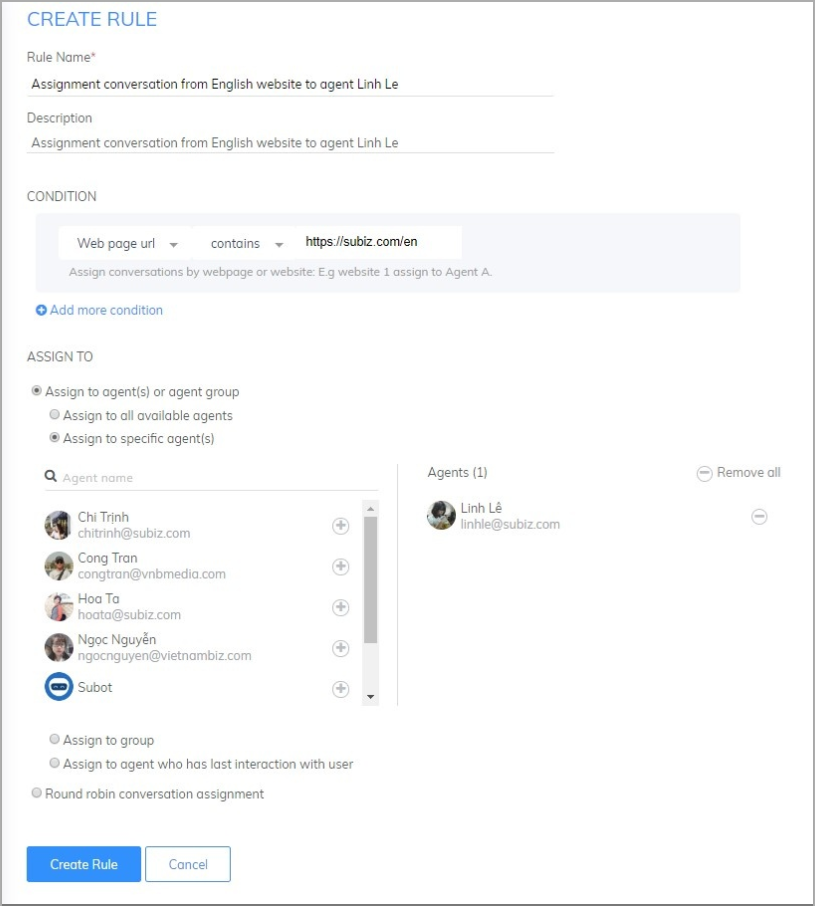 CREATE RULE
Rule Name*
Assignment conversation from English website to agent Linh Le
Description
Assignment conversation from English website to agent Linh Le
CONDITION
Web page url contains https://subiz.com/en
Assign conversations by webpage or website: E.g website 1 assign to Agent A.
Add more condition
ASSIGN TO
Assign to agent(s) or agent group
Assign to all available agents
Assign to specific agent(s)
Agent name
Chi Trịnh
chitrinh@subiz.com
Cong Tran
congtran@vnbmedia.com
Hoa Ta
hoata@subiz.com
Ngọc Nguyễn
ngocnguyen@vietnambiz.com
Subot
Agents (1) Remove all
Linh Lê
linhle@subiz.com
Assign to group
Assign to agent who has last interaction with user
Round robin conversation assignment
Create Rule Cancel